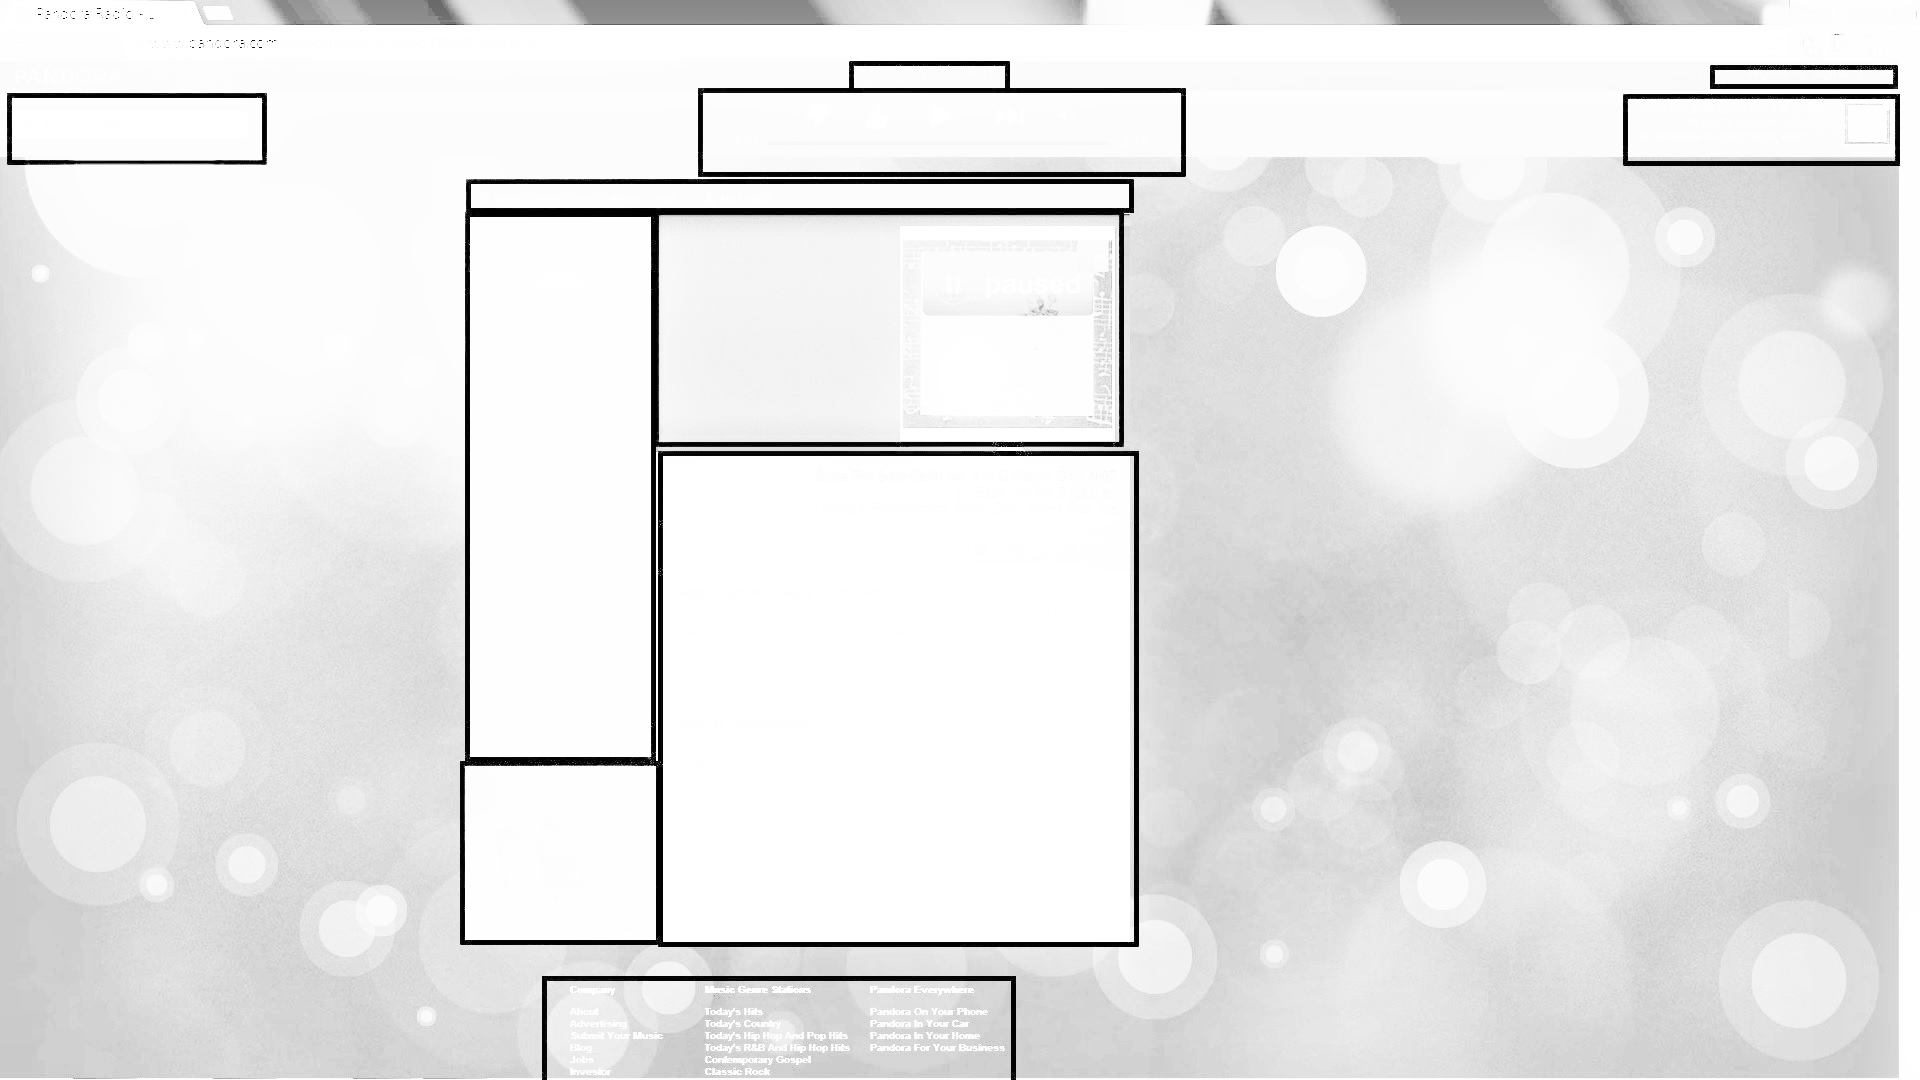 Pandora Radio - L
www.pandora.com
PANDORA
paused
Company
Music Genre Stations
Pandora Everywhere
About
Today's Hits
Pandora On Your Phone
Advertising
Today's Country
Pandora In Your Car
Submit Your Music
Today's Hip Hop And Pop Hits
Pandora In Your Home
Blog
Today's R&B And Hip Hop Hits
Pandora For Your Business
Jobs
Contemporary Gospel
Investor
Classic Rock